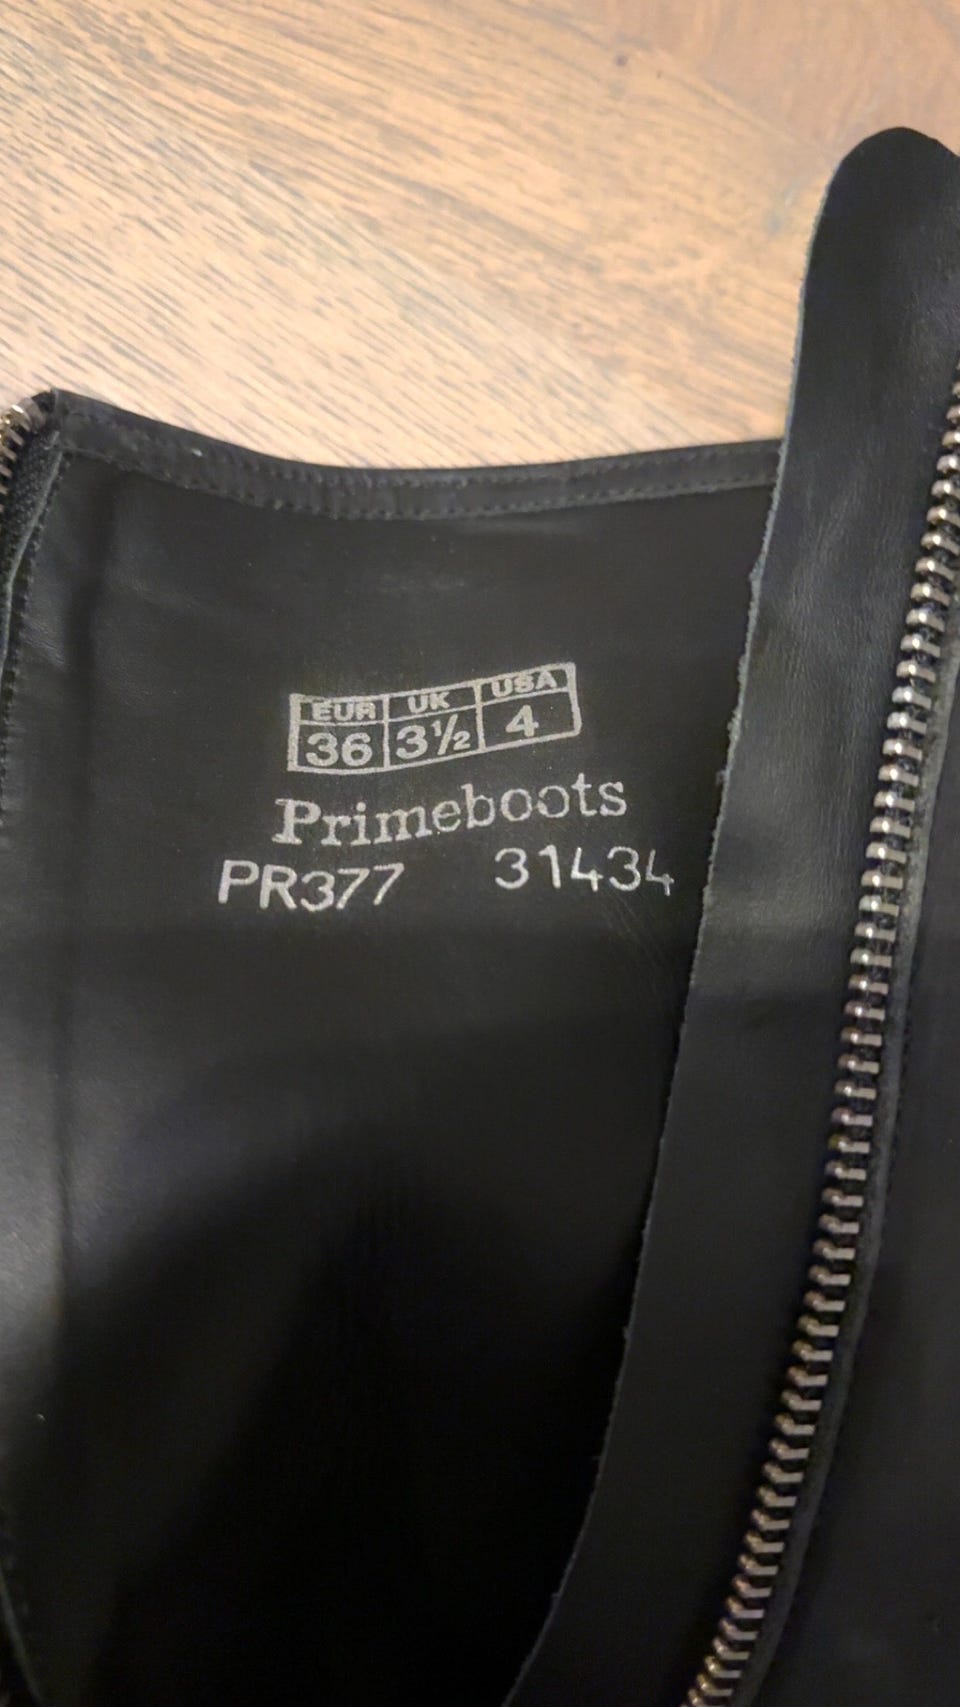 EUR UK USA
36 3½ 4
Primeboots
PR377 31434